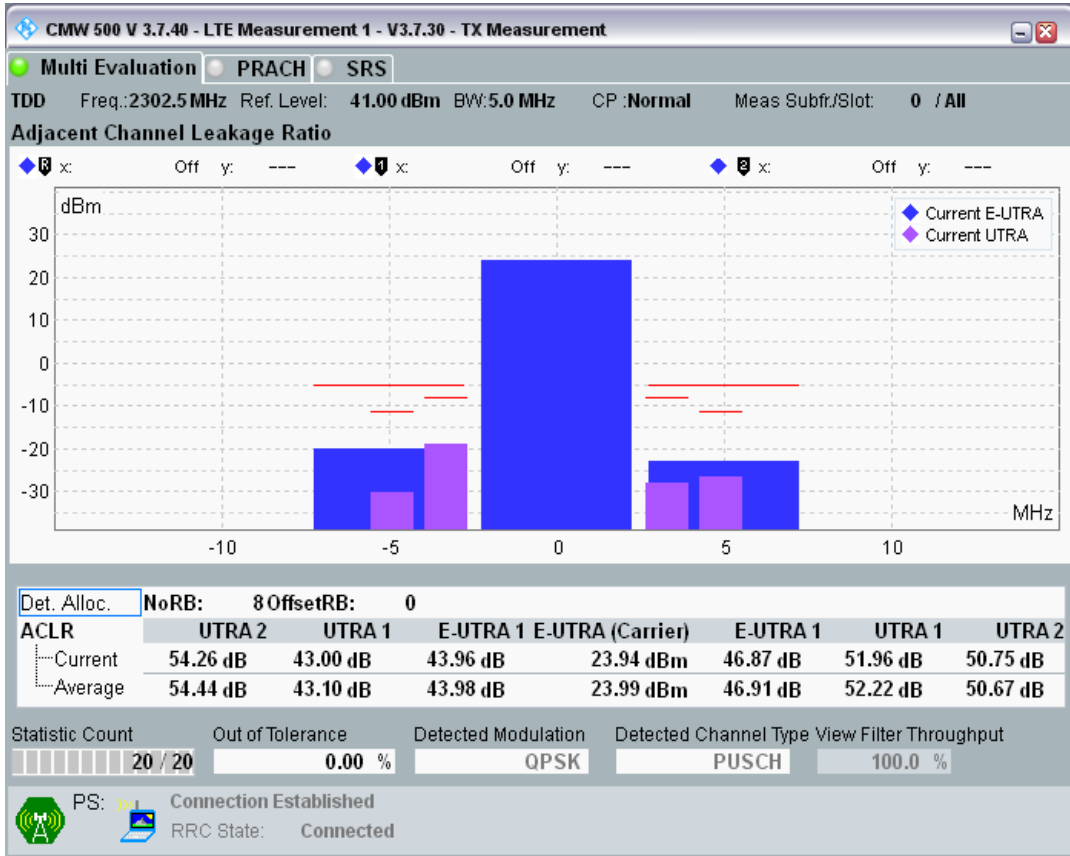 CMW 500 V 3.7.40 - LTE Measurement 1 - V3.7.30 - TX Measurement
Multi Evaluation PRACH SRS
TDD Freq.:2302.5 MHz Ref. Level: 41.00 dBm BW:5.0 MHz CP :Normal Meas Subfr./Slot: 0 / All
Adjacent Channel Leakage Ratio
R x: Off y: --- 1 x: Off y: --- 2 x: Off y: ---
dBm
Current E-UTRA
Current UTRA
30
20
10
0
-10
-20
-30
MHz
-10 -5 0 5 10
Det. Alloc. NoRB: 8 OffsetRB: 0
ACLR UTRA 2 UTRA 1 E-UTRA 1 E-UTRA (Carrier) E-UTRA 1 UTRA 1 UTRA 2
Current 54.26 dB 43.00 dB 43.96 dB 23.94 dBm 46.87 dB 51.96 dB 50.75 dB
Average 54.44 dB 43.10 dB 43.98 dB 23.99 dBm 46.91 dB 52.22 dB 50.67 dB
Statistic Count Out of Tolerance Detected Modulation Detected Channel Type View Filter Throughput
20 / 20 0.00 % QPSK PUSCH 100.0 %
PS: Connection Established
RRC State: Connected